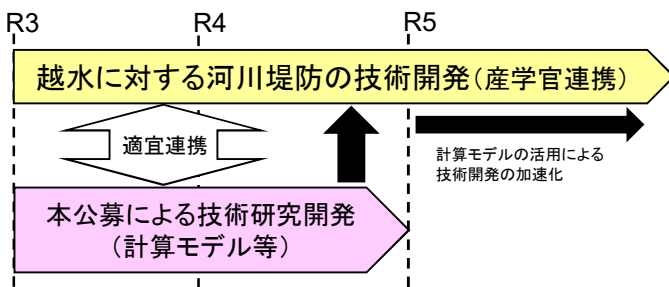 R3
R4
R5
越水に対する河川堤防の技術開発(産学官連携)
適宜連携
計算モデルの活用による
技術開発の加速化
本公募による技術研究開発
(計算モデル等)